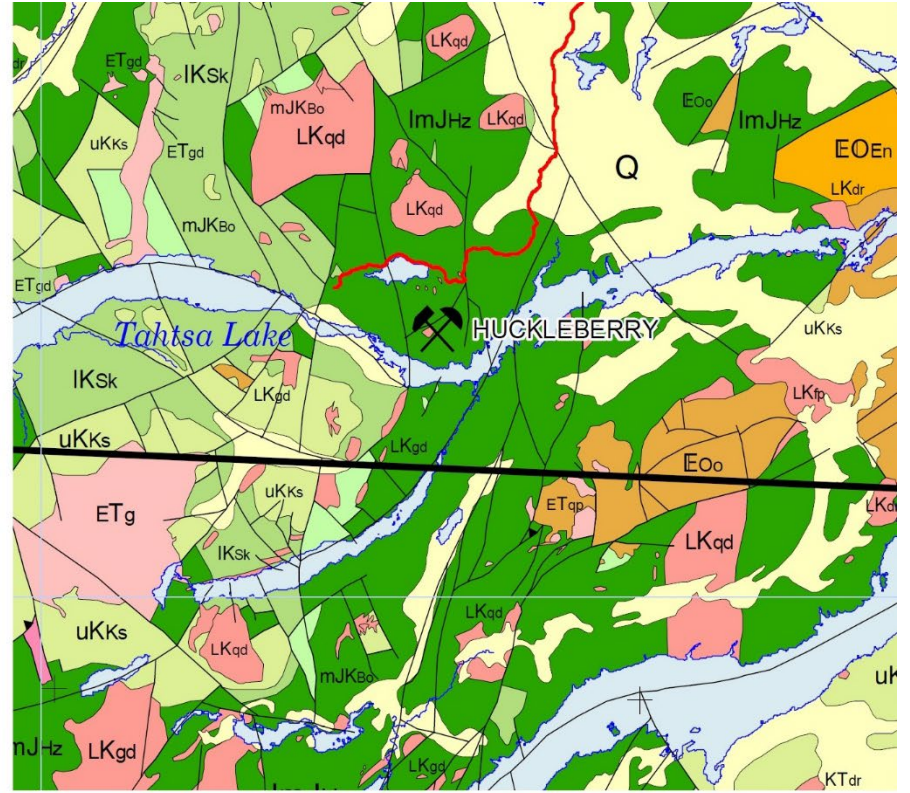 dr
ETgd
lKSk
LKqd
mJKBo
LKqd
lmJHz
LKqd
EOo
lmJHz
uKKs
ETgd
Q
EOEn
LKdr
LKqd
mJKBo
ETgd
Tahtsa Lake
HUCKLEBERRY
uKKs
lKSk
LKgd
LKfp
uKKs
LKgd
EOo
uKKs
ETg
ETqp
LKqd
lKSk
LKqd
uKKs
LKqd
mJKBo
mJHz
LKgd
LKgd
KTdr